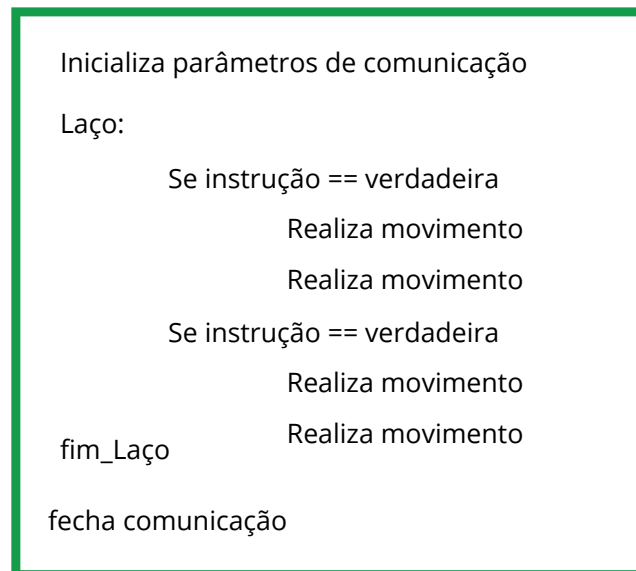 Inicializa parâmetros de comunicação
Laço:
Se instrução == verdadeira
Realiza movimento
Realiza movimento
Se instrução == verdadeira
Realiza movimento
Realiza movimento
fim_Laço
fecha comunicação